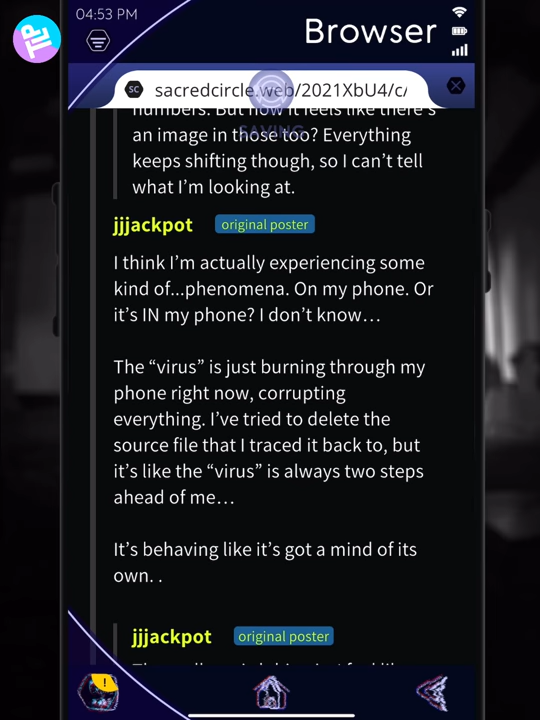 04:53 PM
Browser
TLP
SC
sacredcircle.web/2021XbU4/c/
numbers. But now it feels like there's
SAVING
an image in those too? Everything
keeps shifting though, so I can't tell
what I'm looking at.
jjjackpot original poster
I think I'm actually experiencing some
kind of...phenomena. On my phone. Or
it's IN my phone? I don't know...
The “virus” is just burning through my
phone right now, corrupting
everything. I've tried to delete the
source file that I traced it back to, but
it's like the “virus” is always two steps
ahead of me...
It's behaving like it's got a mind of its
own. .
jjjackpot original poster